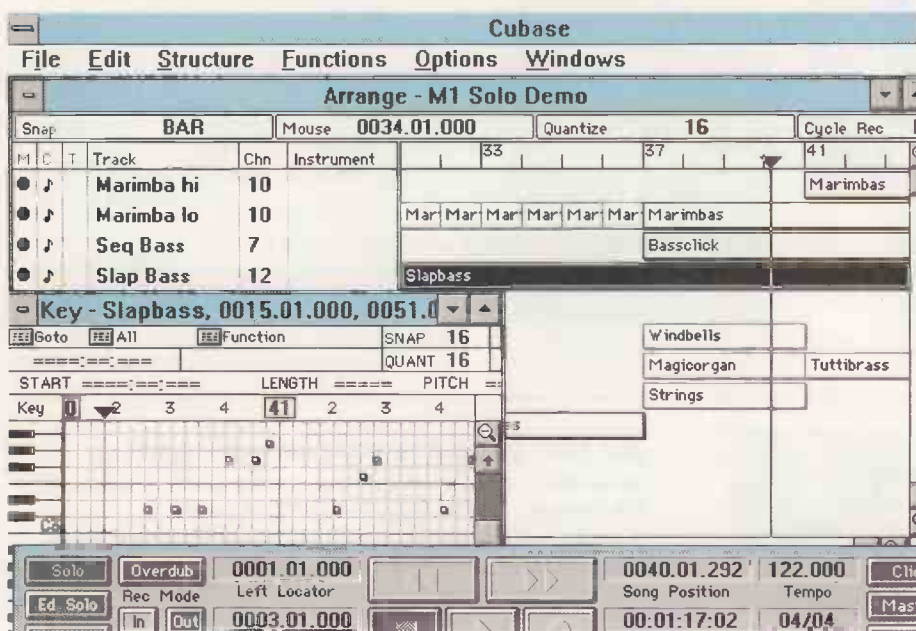 Cubase
File Edit Structure Functions Options Windows
Arrange - M1 Solo Demo
Snap BAR Mouse 0034.01.000 Quantize 16 Cycle Rec
M C T Track Chn Instrument 33 37 41
Marimba hi 10 Marimbas
Marimba lo 10 Mar Mar Mar Mar Mar Mar Marimbas
Seq Bass 7 Bassclick
Slap Bass 12 Slapbass
Key - Slapbass, 0015.01.000, 0051.0
Goto All Function SNAP 16
QUANT 16
START LENGTH PITCH
Key 2 3 4 41 2 3 4
Windbells
Magicorgan Tuttibrass
Strings
Solo Overdub 0001.01.000 0040.01.292 122.000
Rec Mode Left Locator Song Position Tempo
Ed Solo In Out 0003.01.000 00:01:17:02 04/04